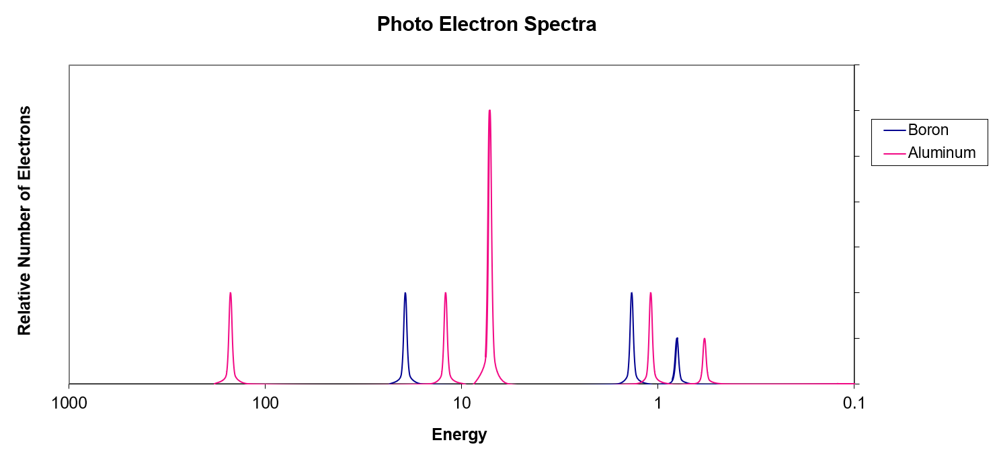 Photo Electron Spectra
Relative Number of Electrons
Boron
Aluminum
1000 100 10 1 0.1
Energy